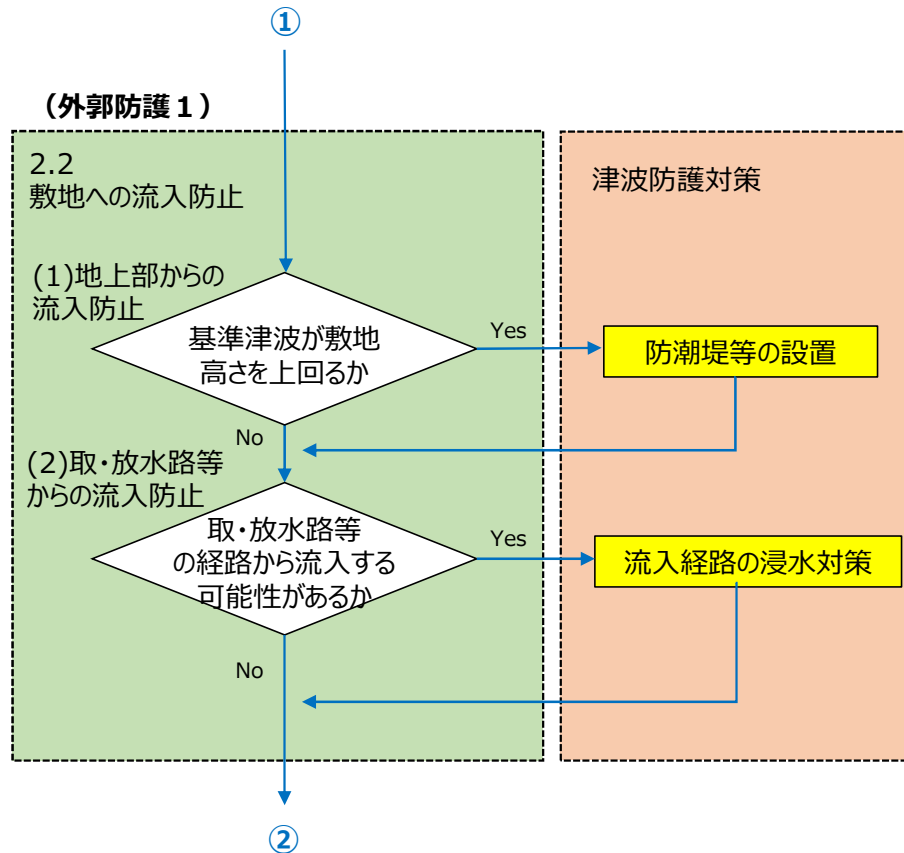 ①
（外郭防護１）
2.2
敷地への流入防止
津波防護対策
(1)地上部からの
流入防止
基準津波が敷地
高さを上回るか
Yes
防潮堤等の設置
No
(2)取・放水路等
からの流入防止
取・放水路等
の経路から流入する
可能性があるか
Yes
流入経路の浸水対策
No
②